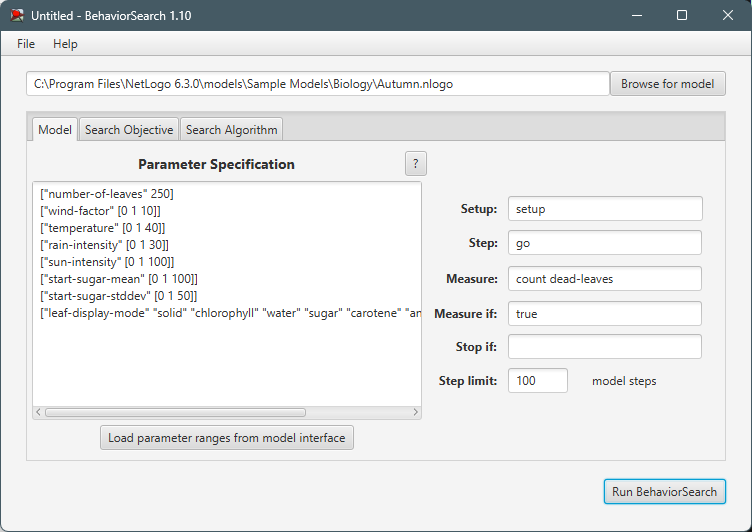 Untitled - BehaviorSearch 1.10
File Help
C:\Program Files\NetLogo 6.3.0\models\Sample Models\Biology\Autumn.nlogo Browse for model
Model Search Objective Search Algorithm
Parameter Specification ?
["number-of-leaves" 250]
["wind-factor" [0 1 10]]
["temperature" [0 1 40]]
["rain-intensity" [0 1 30]]
["sun-intensity" [0 1 100]]
["start-sugar-mean" [0 1 100]]
["start-sugar-stddev" [0 1 50]]
["leaf-display-mode" "solid" "chlorophyll" "water" "sugar" "carotene" "an
Setup: setup
Step: go
Measure: count dead-leaves
Measure if: true
Stop if:
Step limit: 100 model steps
Load parameter ranges from model interface
Run BehaviorSearch